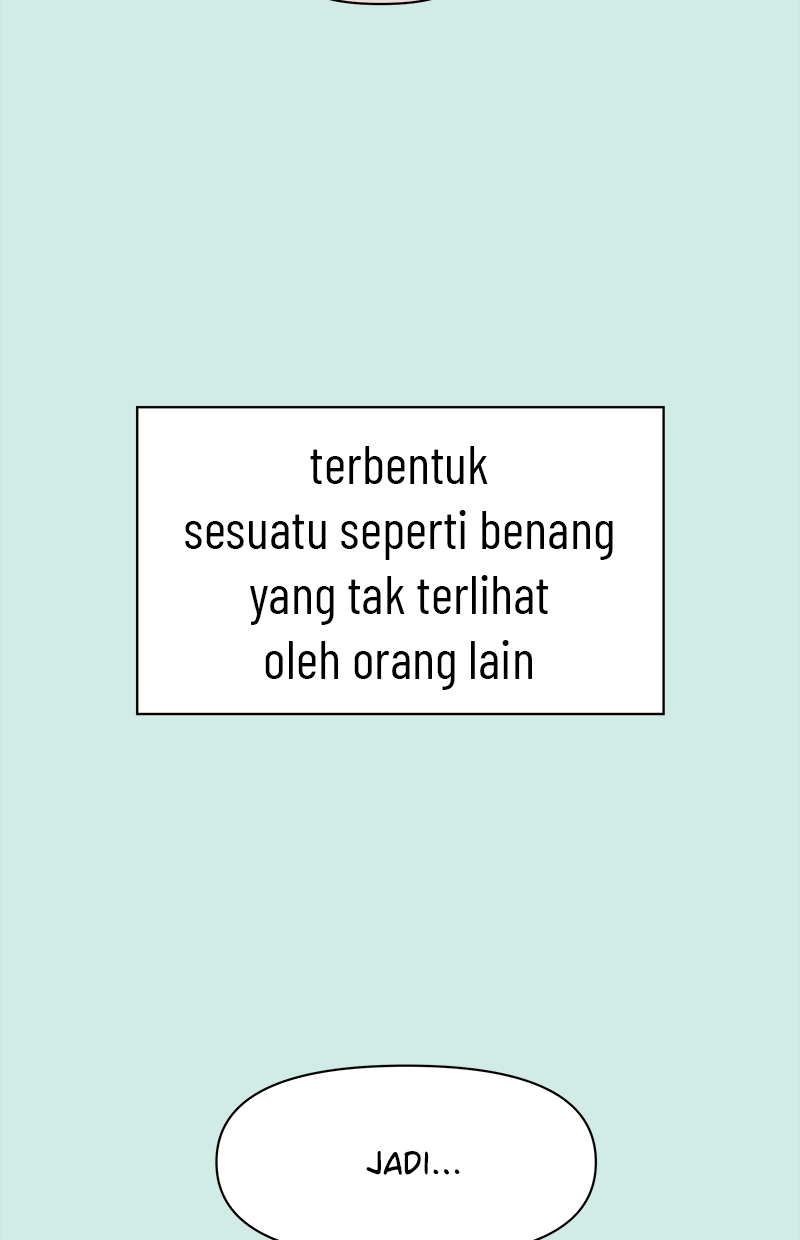 terbentuk
sesuatu seperti benang
yang tak terlihat
oleh orang lain
JADI...